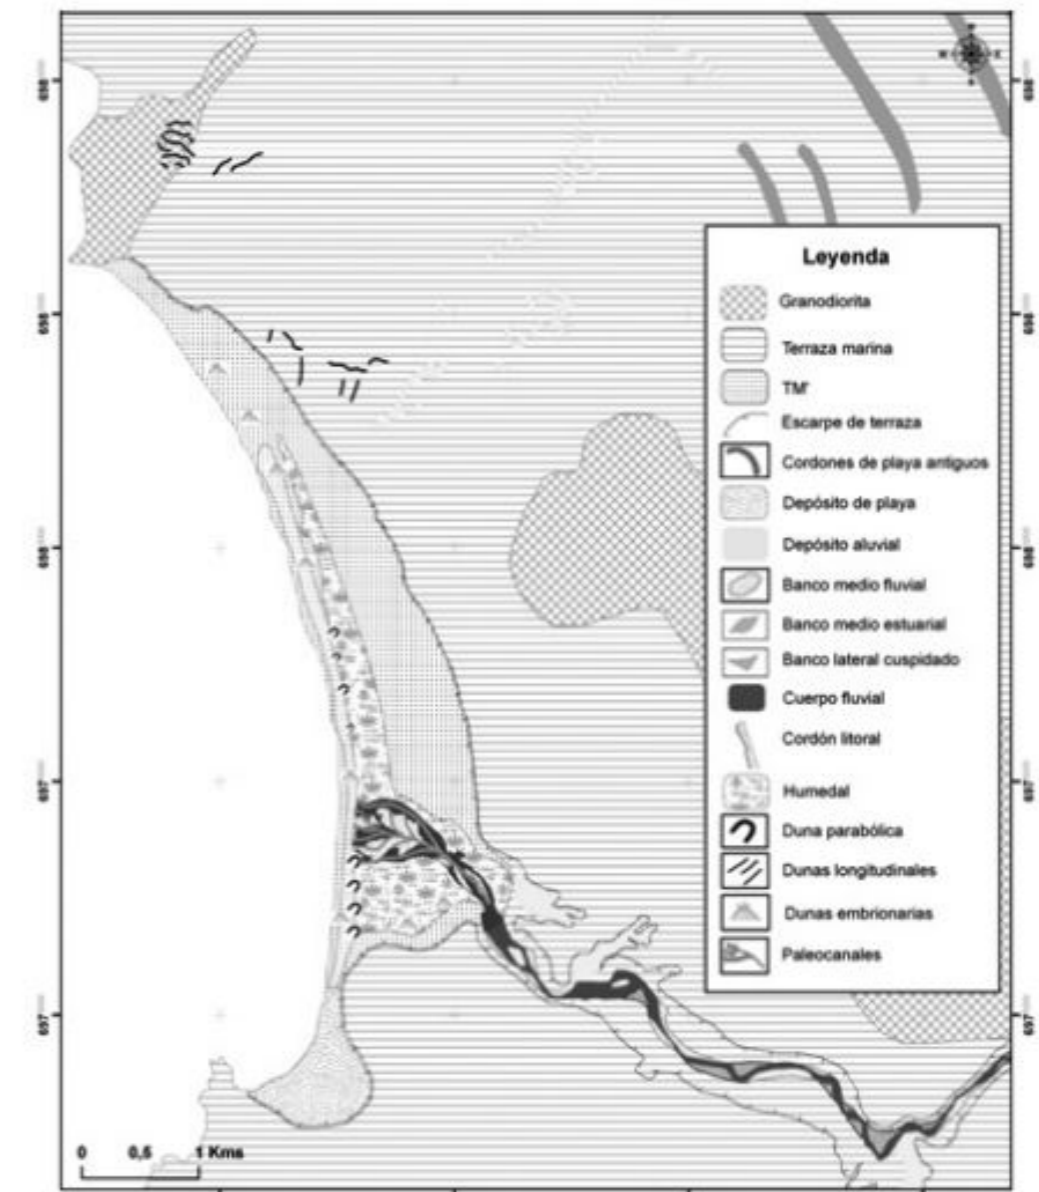 Leyenda
Granodiorita
Terraza marina
TM'
Escarpe de terraza
Cordones de playa antiguos
Depósito de playa
Depósito aluvial
Banco medio fluvial
Banco medio estuarial
Banco lateral cuspidado
Cuerpo fluvial
Cordón litoral
Humedal
Duna parabólica
Dunas longitudinales
Dunas embrionarias
Paleocanales
0 0,5 1 Kms